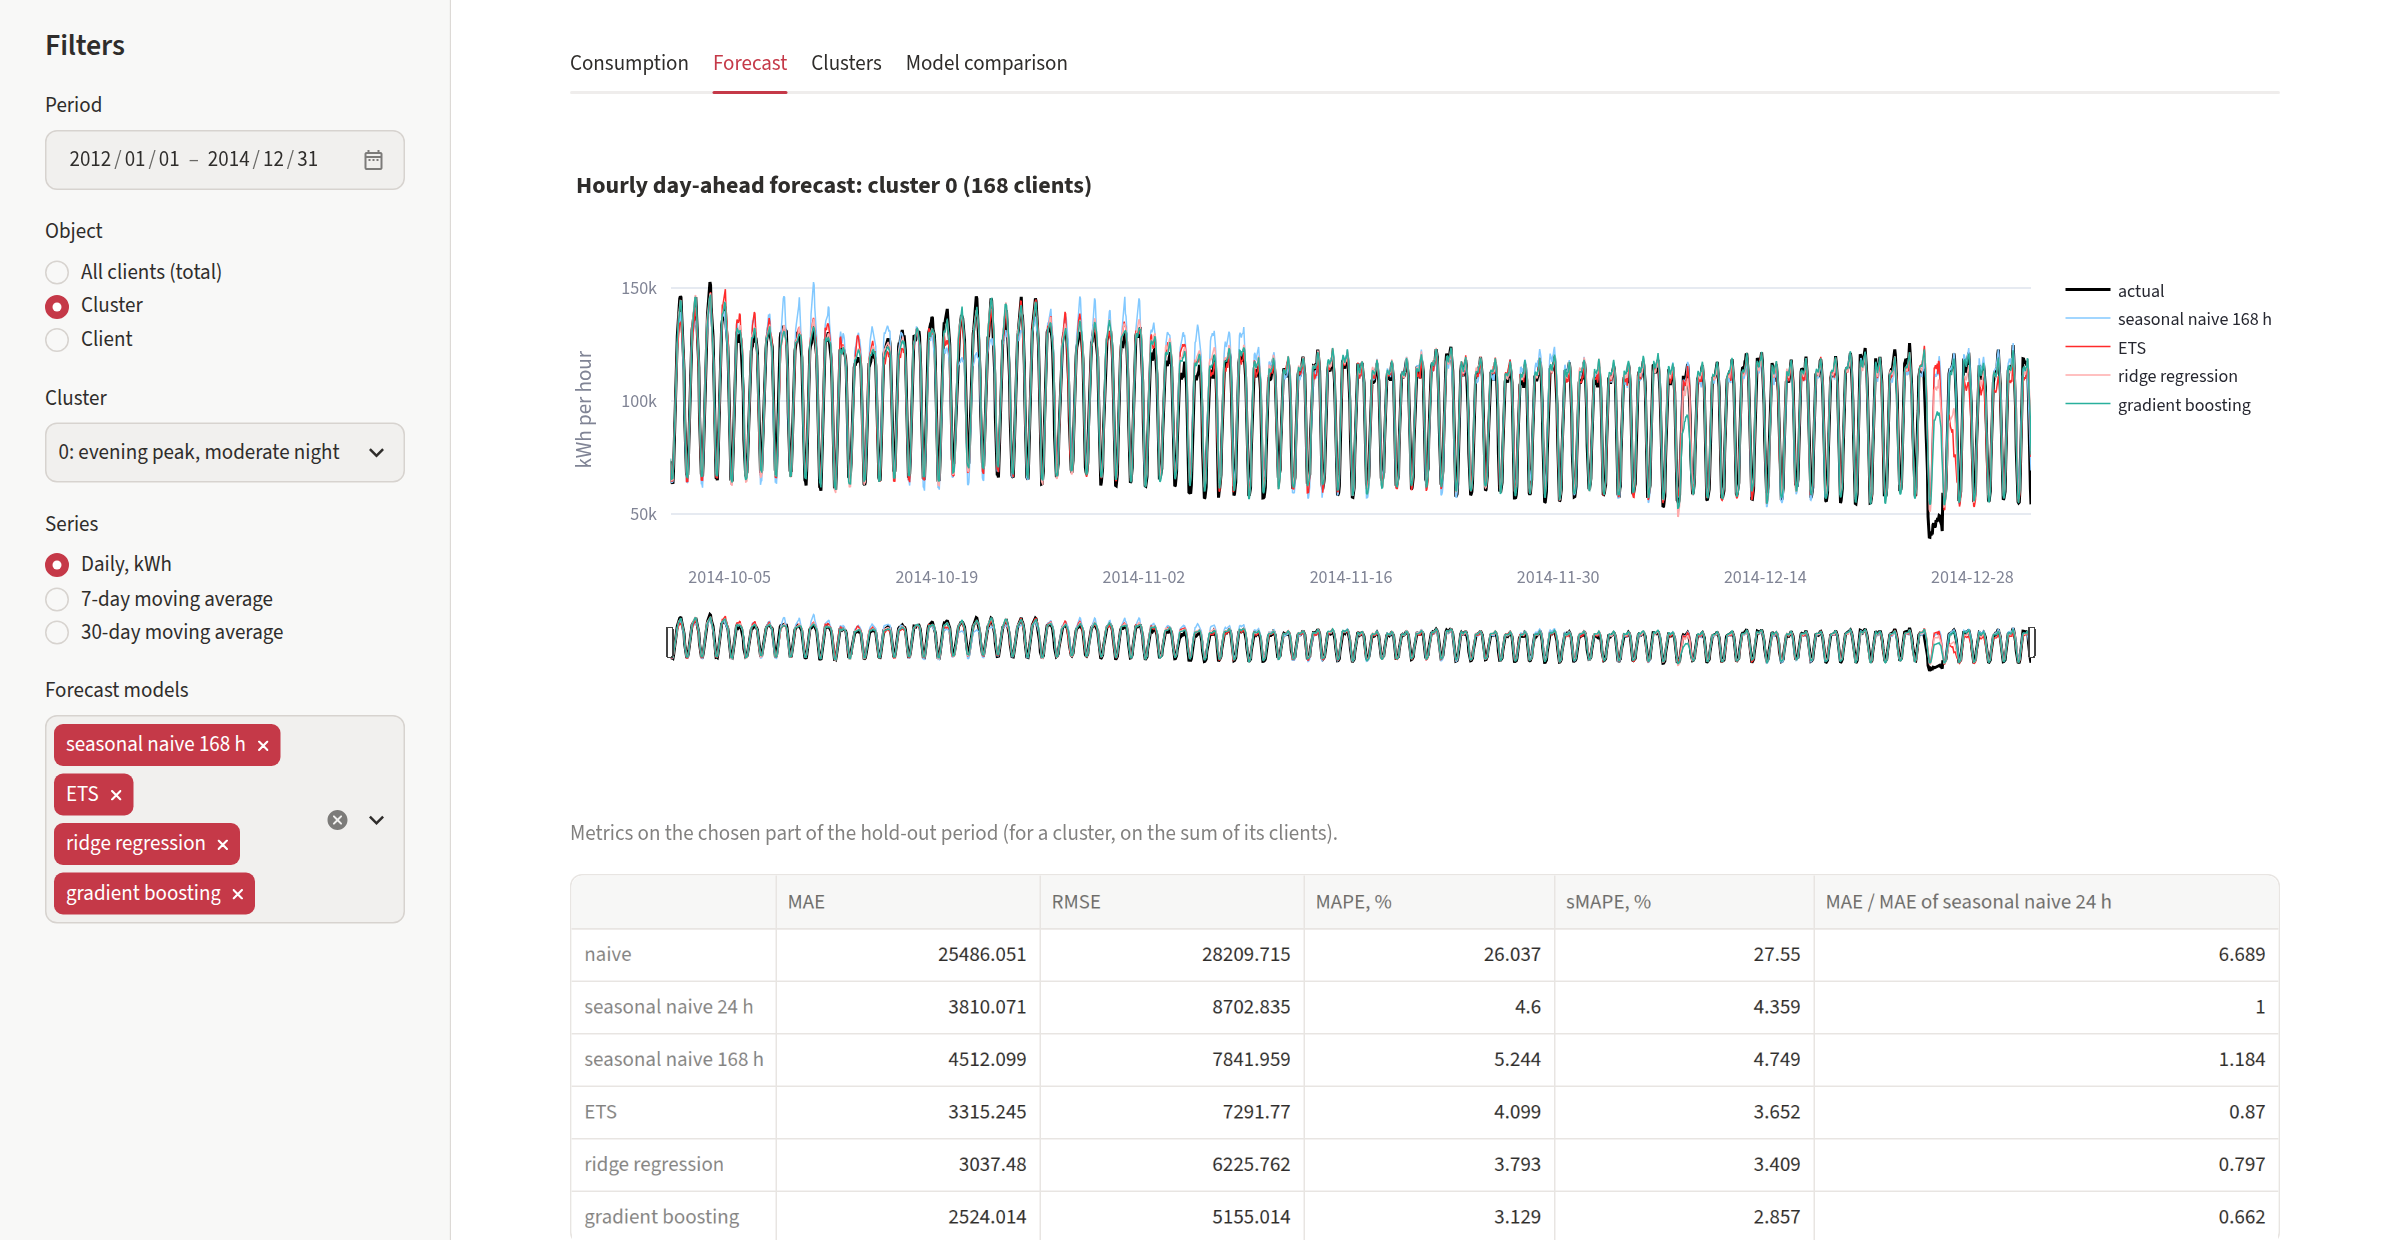 Filters
Period
2012/01/01 – 2014/12/31
Object
All clients (total)
Cluster
Client
Cluster
0: evening peak, moderate night
Series
Daily, kWh
7-day moving average
30-day moving average
Forecast models
seasonal naive 168 h ×
ETS ×
ridge regression ×
gradient boosting ×
Consumption Forecast Clusters Model comparison
Hourly day-ahead forecast: cluster 0 (168 clients)
kWh per hour
150k
100k
50k
2014-10-05 2014-10-19 2014-11-02 2014-11-16 2014-11-30 2014-12-14 2014-12-28
actual
seasonal naive 168 h
ETS
ridge regression
gradient boosting
Metrics on the chosen part of the hold-out period (for a cluster, on the sum of its clients).
MAE RMSE MAPE, % sMAPE, % MAE / MAE of seasonal naive 24 h
naive 25486.051 28209.715 26.037 27.55 6.689
seasonal naive 24 h 3810.071 8702.835 4.6 4.359 1
seasonal naive 168 h 4512.099 7841.959 5.244 4.749 1.184
ETS 3315.245 7291.77 4.099 3.652 0.87
ridge regression 3037.48 6225.762 3.793 3.409 0.797
gradient boosting 2524.014 5155.014 3.129 2.857 0.662